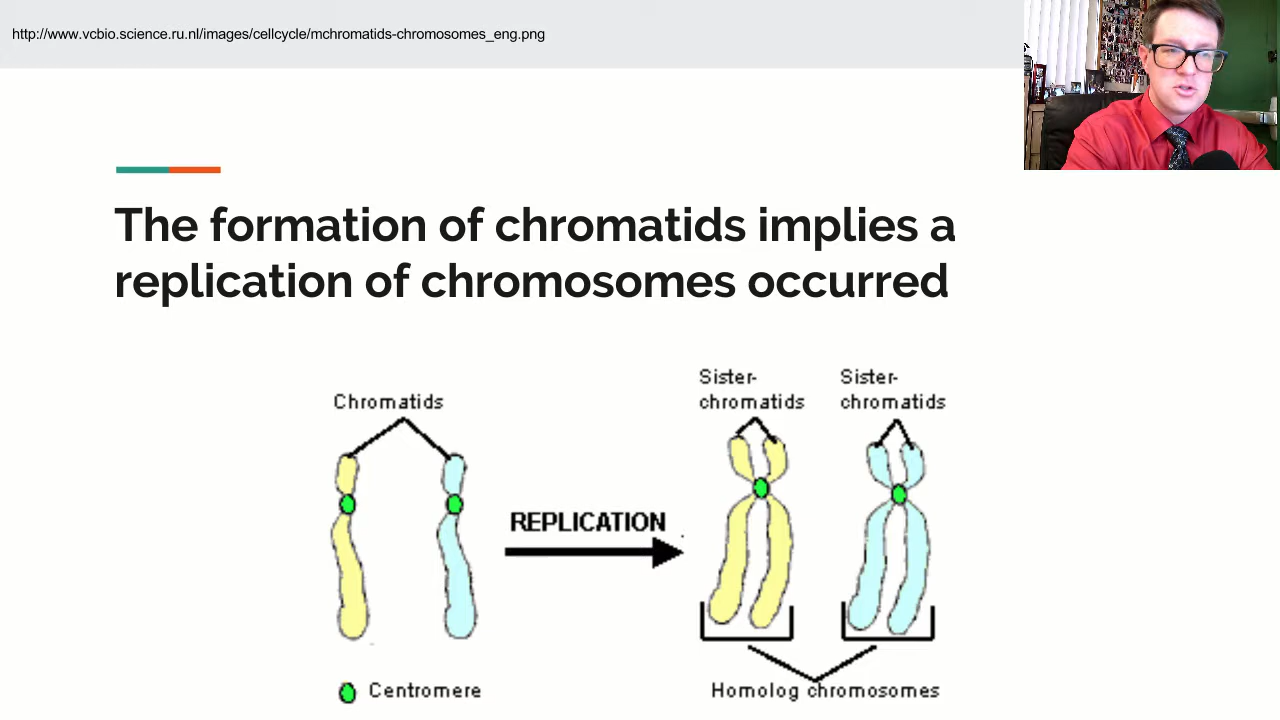 http://www.vcbio.science.ru.nl/images/cellcycle/mchromatids-chromosomes_eng.png
The formation of chromatids implies a
replication of chromosomes occurred
Chromatids
Sister-
chromatids
Sister-
chromatids
REPLICATION
Centromere
Homolog chromosomes